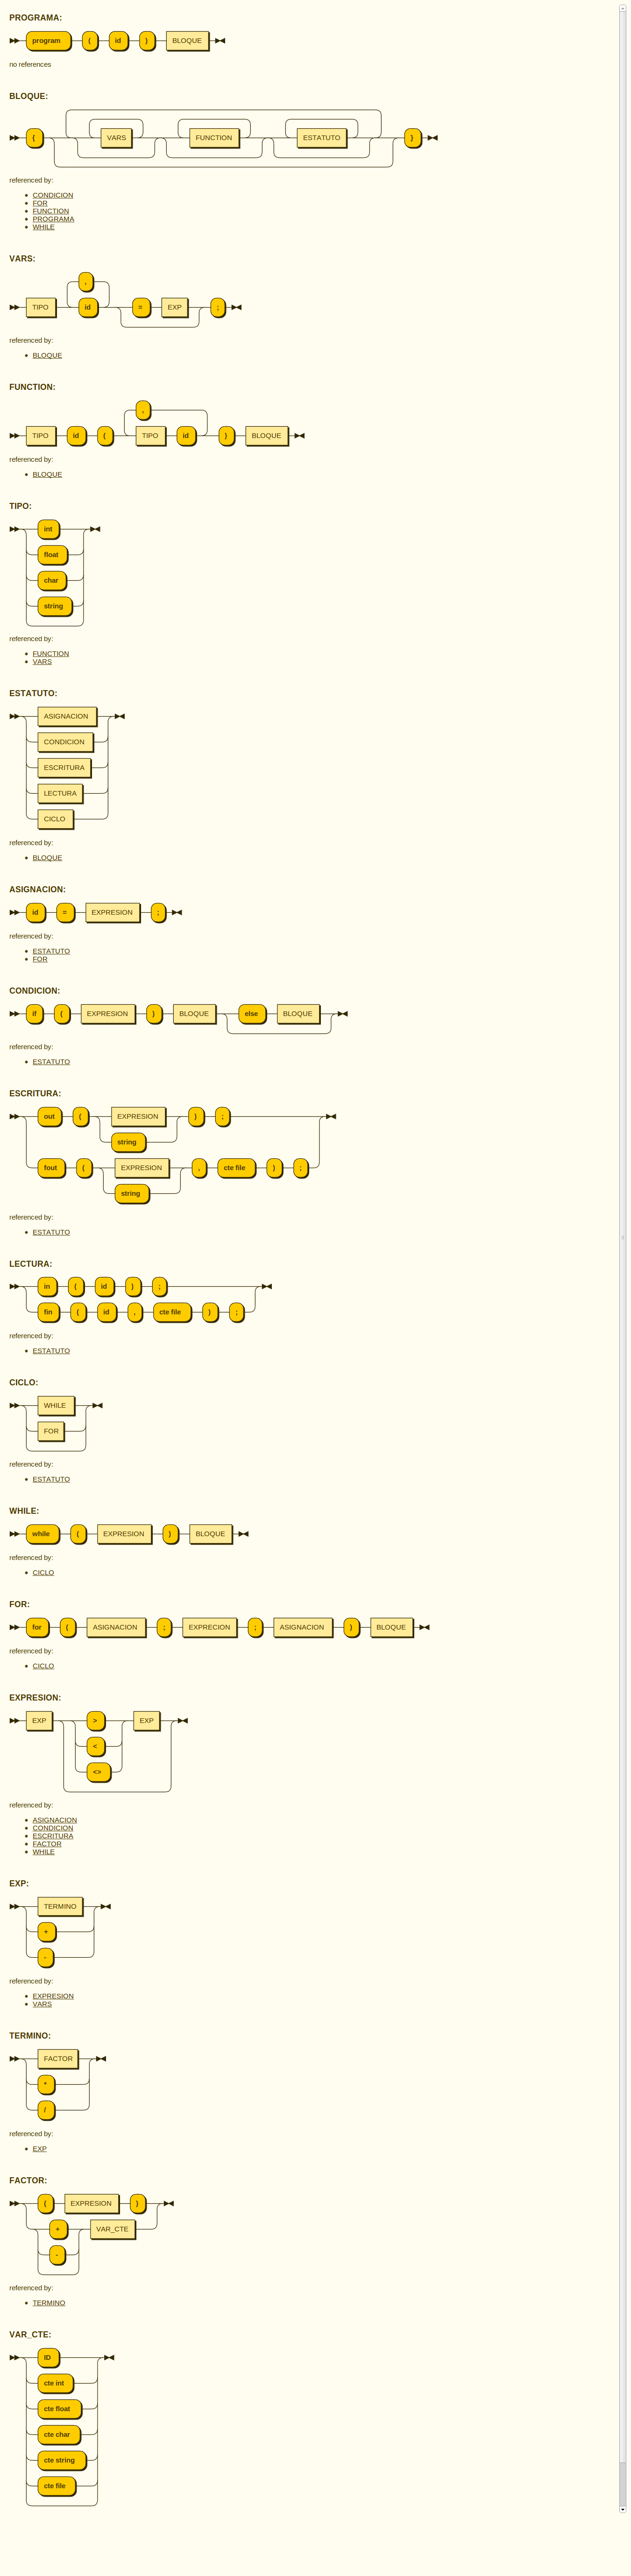 PROGRAMA:
program ( id ) BLOQUE
no references
BLOQUE:
{ VARS FUNCTION ESTATUTO }
referenced by:
CONDICION
FOR
FUNCTION
PROGRAMA
WHILE
VARS:
,
TIPO id = EXP ;
referenced by:
BLOQUE
FUNCTION:
,
TIPO id ( TIPO id ) BLOQUE
referenced by:
BLOQUE
TIPO:
int
float
char
string
referenced by:
FUNCTION
VARS
ESTATUTO:
ASIGNACION
CONDICION
ESCRITURA
LECTURA
CICLO
referenced by:
BLOQUE
ASIGNACION:
id = EXPRESION ;
referenced by:
ESTATUTO
FOR
CONDICION:
if ( EXPRESION ) BLOQUE else BLOQUE
referenced by:
ESTATUTO
ESCRITURA:
out ( EXPRESION ) ;
string
fout ( EXPRESION , cte file ) ;
string
referenced by:
ESTATUTO
LECTURA:
in ( id ) ;
fin ( id , cte file ) ;
referenced by:
ESTATUTO
CICLO:
WHILE
FOR
referenced by:
ESTATUTO
WHILE:
while ( EXPRESION ) BLOQUE
referenced by:
CICLO
FOR:
for ( ASIGNACION ; EXPRECION ; ASIGNACION ) BLOQUE
referenced by:
CICLO
EXPRESION:
EXP > EXP
<
<>
referenced by:
ASIGNACION
CONDICION
ESCRITURA
FACTOR
WHILE
EXP:
TERMINO
+
-
referenced by:
EXPRESION
VARS
TERMINO:
FACTOR
*
/
referenced by:
EXP
FACTOR:
( EXPRESION )
+ VAR_CTE
-
referenced by:
TERMINO
VAR_CTE:
ID
cte int
cte float
cte char
cte string
cte file